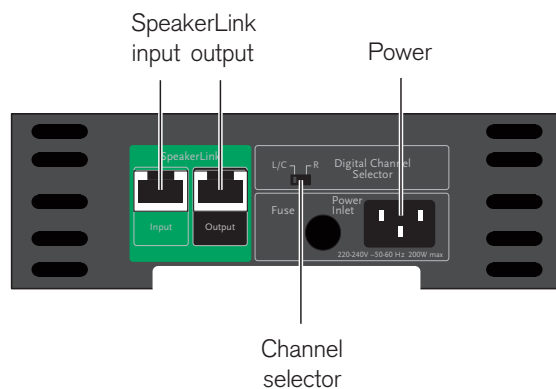 SpeakerLink
input output
Power
SpeakerLink
L/C
R
Digital Channel
Selector
Input
Output
Fuse
Power
Inlet
220-240V ~50-60 Hz 200W max
Channel
selector